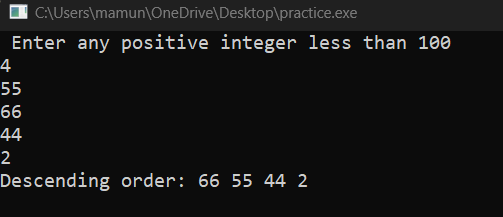 C:\Users\mamun\OneDrive\Desktop\practice.exe
Enter any positive integer less than 100
4
55
66
44
2
Descending order: 66 55 44 2